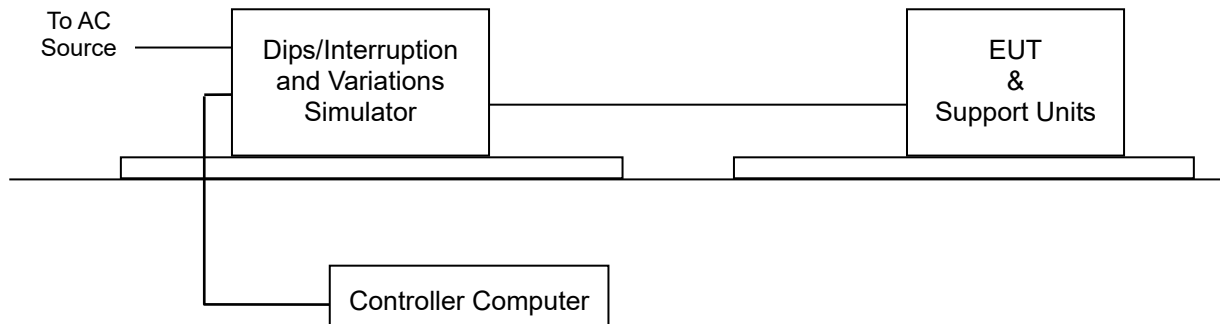 To AC
Source
Dips/Interruption
and Variations
Simulator
EUT
&
Support Units
Controller Computer